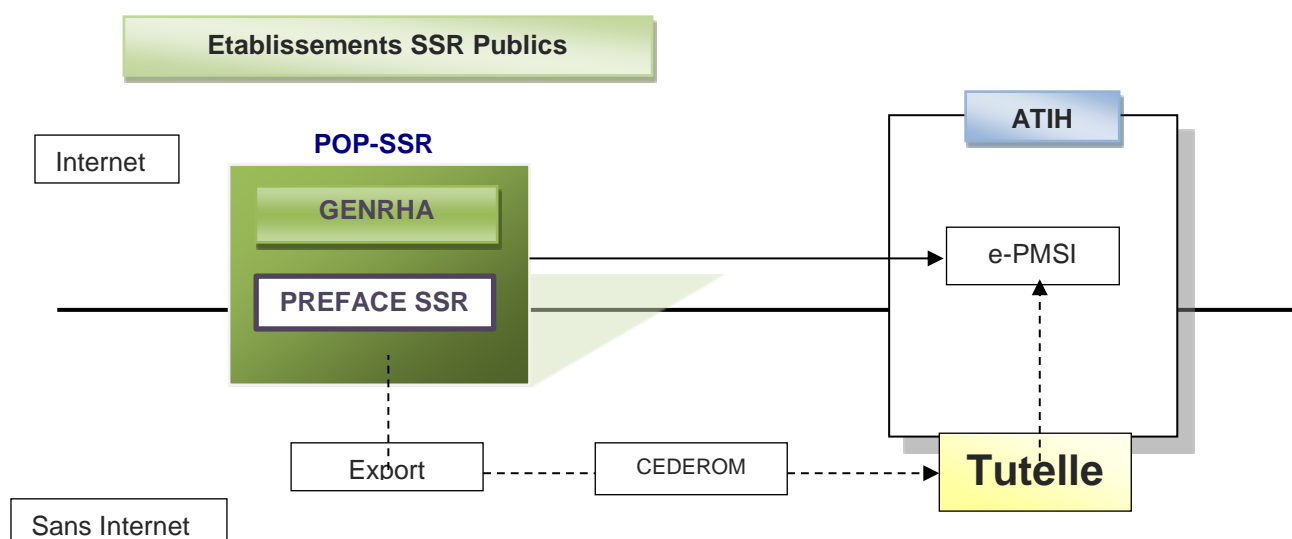 Etablissements SSR Publics
ATIH
Internet
POP-SSR
GENRHA
e-PMSI
PREFACE SSR
Export
CEDEROM
Tutelle
Sans Internet